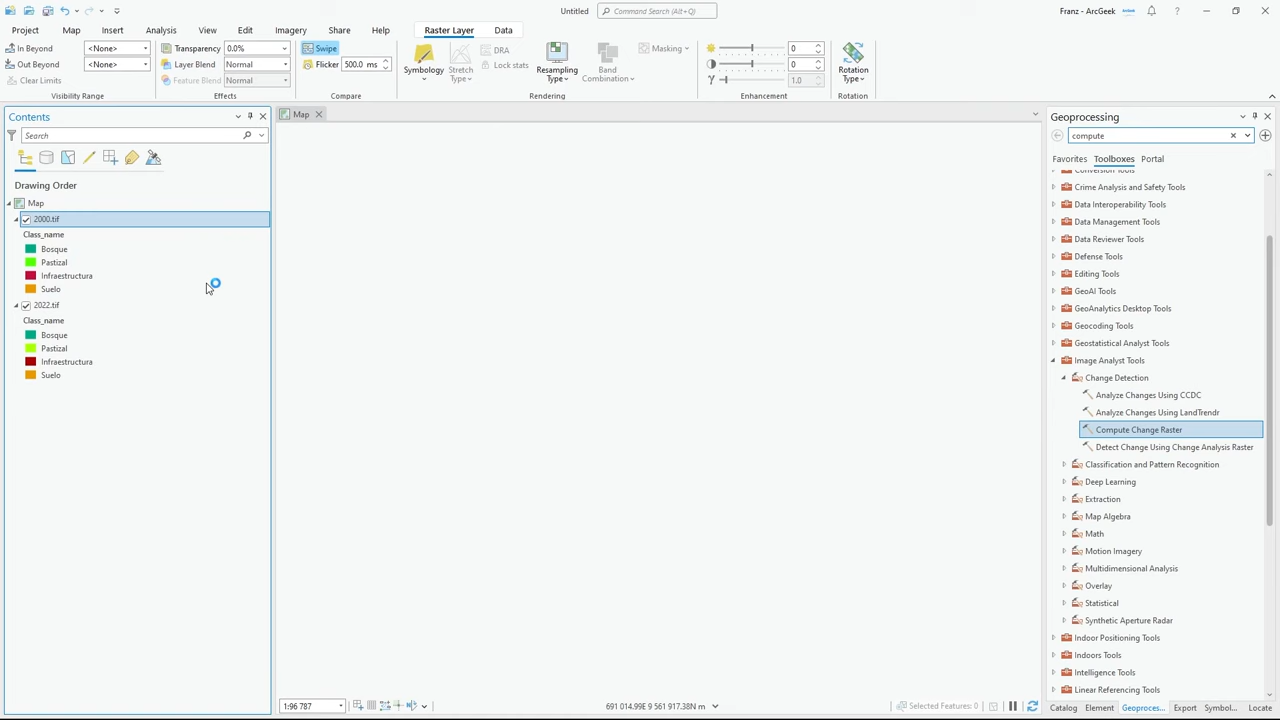 Untitled
Command Search (Alt+Q)
Franz - ArcGeek
Project
Map
Insert
Analysis
View
Edit
Imagery
Share
Help
Raster Layer
Data
In Beyond
<None>
Out Beyond
<None>
Clear Limits
Visibility Range
Transparency
0.0%
Layer Blend
Normal
Feature Blend
Normal
Effects
Swipe
Flicker
500.0 ms
Compare
Symbology
Stretch
Type
DRA
Lock stats
Resampling
Type
Band
Combination
Masking
Rendering
0
0
1.0
Enhancement
Rotation
Type
Rotation
Contents
Search
Drawing Order
Map
2000.tif
Class_name
Bosque
Pastizal
Infraestructura
Suelo
2022.tif
Class_name
Bosque
Pastizal
Infraestructura
Suelo
Map
1:96 787
691 014.99E 9 561 917.38N m
Selected Features: 0
Geoprocessing
compute
Favorites
Toolboxes
Portal
Conversion Tools
Crime Analysis and Safety Tools
Data Interoperability Tools
Data Management Tools
Data Reviewer Tools
Defense Tools
Editing Tools
GeoAI Tools
GeoAnalytics Desktop Tools
Geocoding Tools
Geostatistical Analyst Tools
Image Analyst Tools
Change Detection
Analyze Changes Using CCDC
Analyze Changes Using LandTrendr
Compute Change Raster
Detect Change Using Change Analysis Raster
Classification and Pattern Recognition
Deep Learning
Extraction
Map Algebra
Math
Motion Imagery
Multidimensional Analysis
Overlay
Statistical
Synthetic Aperture Radar
Indoor Positioning Tools
Indoors Tools
Intelligence Tools
Linear Referencing Tools
Catalog
Element
Geoproces...
Export
Symbol...
Locate